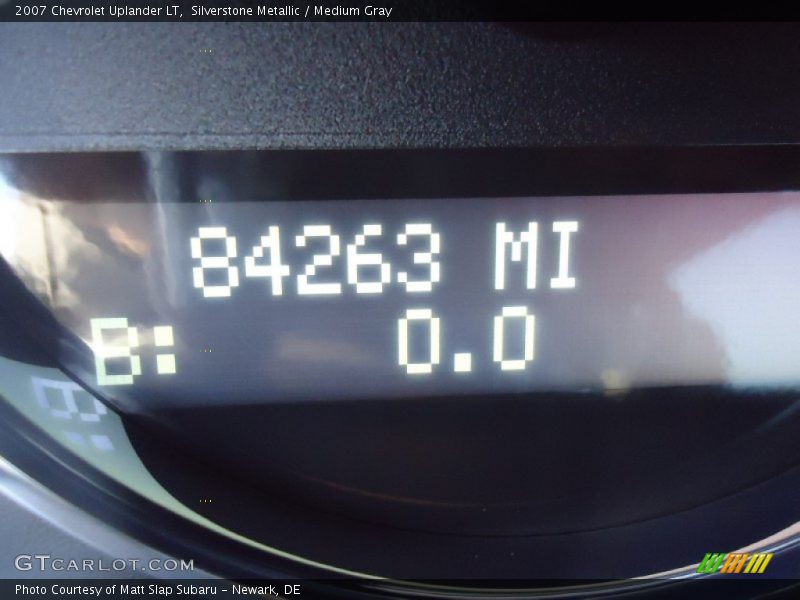 2007 Chevrolet Uplander LT, Silverstone Metallic / Medium Gray
84263 MI
B: 0.0
GTCARLOT.COM
Photo Courtesy of Matt Slap Subaru - Newark, DE